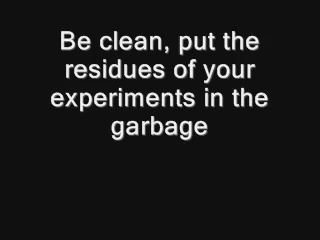 Be clean, put the
residues of your
experiments in the
garbage